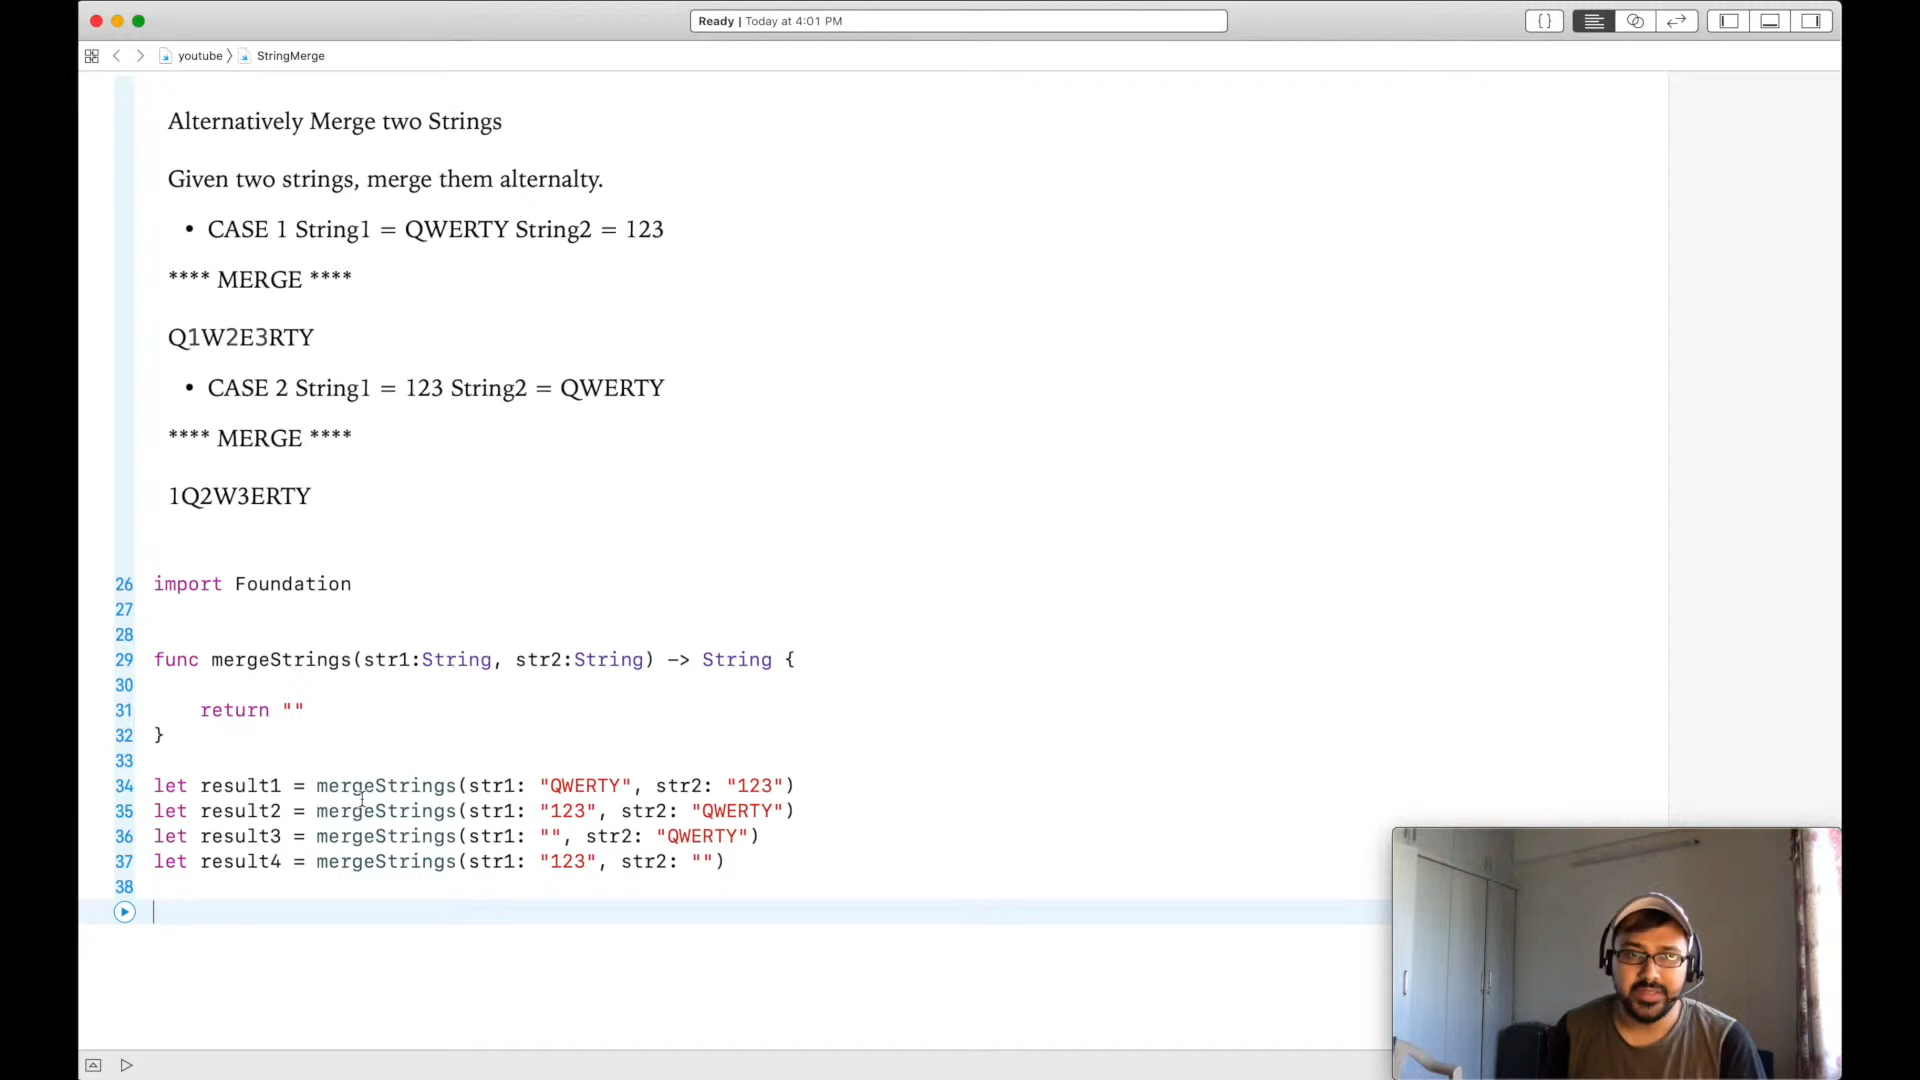 Ready | Today at 4:01 PM
{ }
youtube 〉 StringMerge
Alternatively Merge two Strings
Given two strings, merge them alternalty.
• CASE 1 String1 = QWERTY String2 = 123
**** MERGE ****
Q1W2E3RTY
• CASE 2 String1 = 123 String2 = QWERTY
**** MERGE ****
1Q2W3ERTY
26 import Foundation
27
28
29 func mergeStrings(str1:String, str2:String) -> String {
30
31 return ""
32 }
33
34 let result1 = mergeStrings(str1: "QWERTY", str2: "123")
35 let result2 = mergeStrings(str1: "123", str2: "QWERTY")
36 let result3 = mergeStrings(str1: "", str2: "QWERTY")
37 let result4 = mergeStrings(str1: "123", str2: "")
38